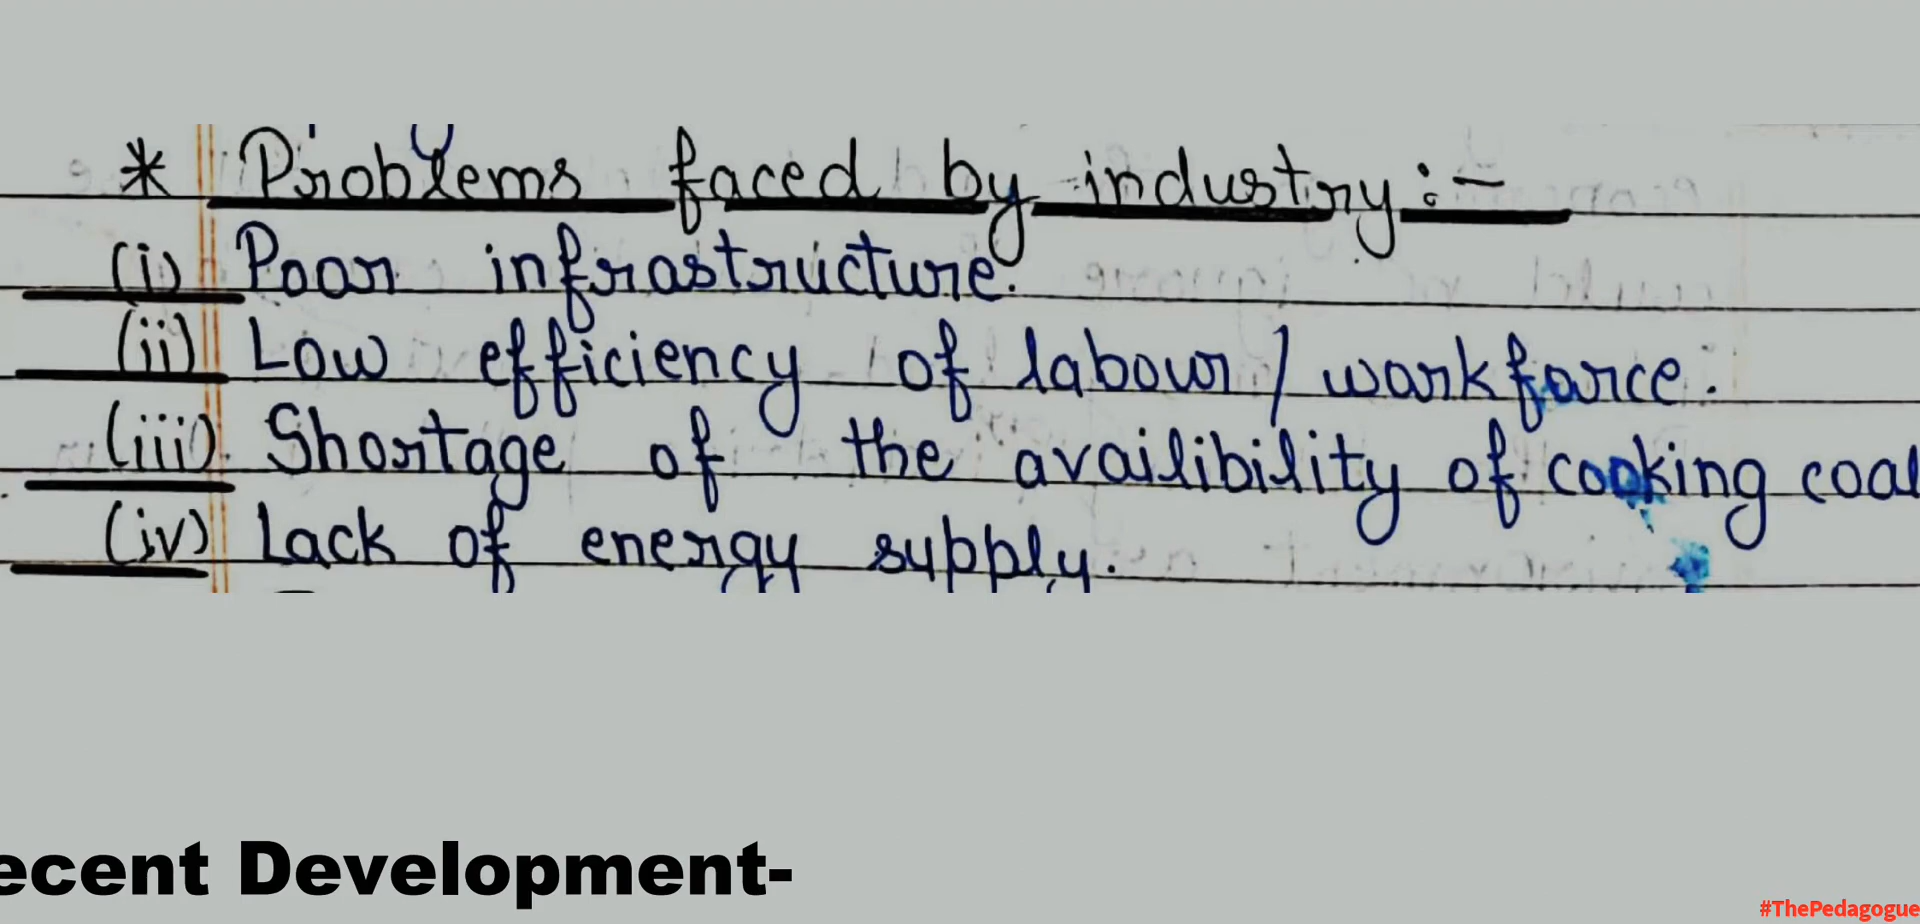 * Problems faced by industry:-
(i) Poor infrastructure.
(ii) Low efficiency of labour / workforce.
(iii) Shortage of the availibility of cooking coal
(iv) Lack of energy supply.
ecent Development-
#ThePedagogue